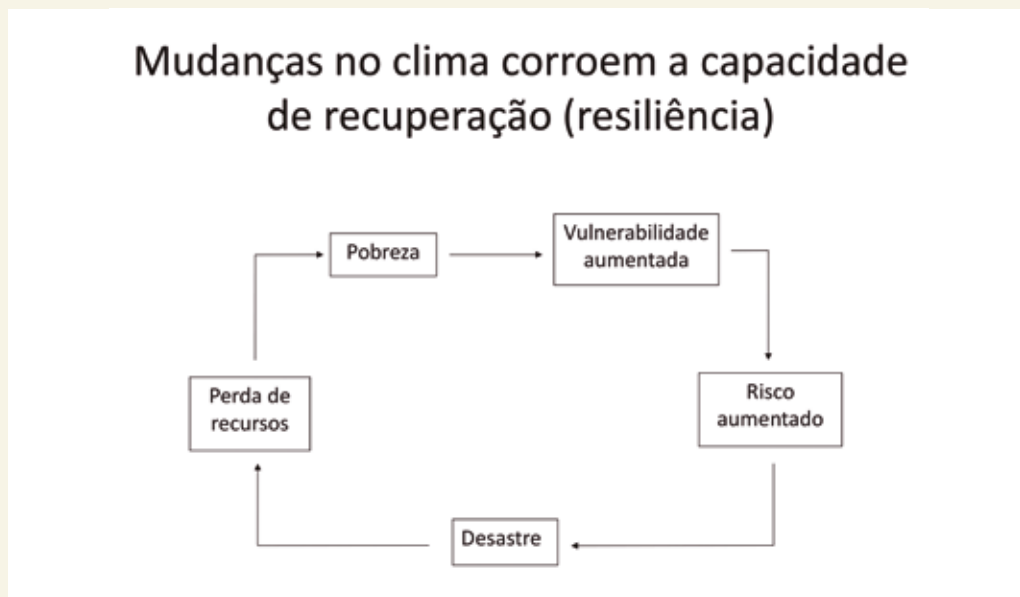 Mudanças no clima corroem a capacidade
de recuperação (resiliência)
Pobreza
Vulnerabilidade
aumentada
Risco
aumentado
Desastre
Perda de
recursos